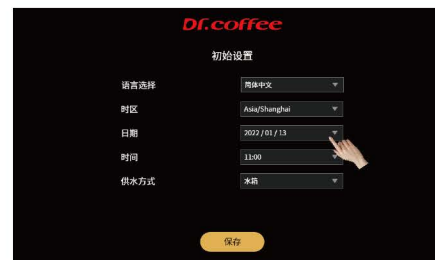 Dr.coffee
初始设置
语言选择 简体中文
时区 Asia/Shanghai
日期 2022 / 01 / 13
时间 11:00
供水方式 水箱
保存